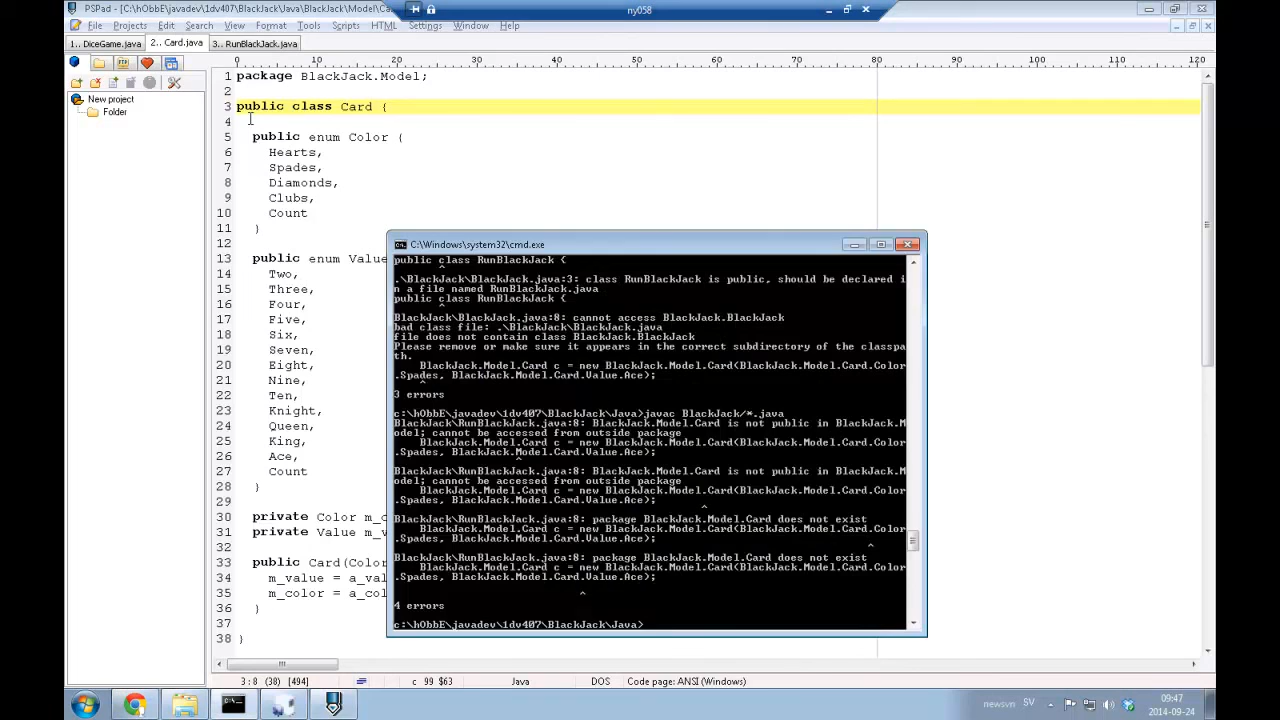 PSPad - [C:\hObbE\javadev\BlackJack\Java\BlackJack\Model\Ca
ny058
File Projects Edit Search View Format Tools Scripts HTML Settings Window Help
1.. DiceGame.java 2.. Card.java 3.. RunBlackJack.java
0 10 20 30 40 50 60 70 80 90 100 110 120
New project
Folder
1 package BlackJack.Model;
2
3 public class Card {
4
5 public enum Color {
6 Hearts,
7 Spades,
8 Diamonds,
9 Clubs,
10 Count
11 }
12
13 public enum Value
14 Two,
15 Three,
16 Four,
17 Five,
18 Six,
19 Seven,
20 Eight,
21 Nine,
22 Ten,
23 Knight,
24 Queen,
25 King,
26 Ace,
27 Count
28 }
29
30 private Color m_c
31 private Value m_v
32
33 public Card(Color
34 m_value = a_val
35 m_color = a_col
36 }
37
38 }
C:\Windows\system32\cmd.exe
public class RunBlackJack {
^
.\BlackJack\BlackJack.java:3: class RunBlackJack is public, should be declared i
n a file named RunBlackJack.java
public class RunBlackJack {
^
BlackJack\BlackJack.java:8: cannot access BlackJack.BlackJack
bad class file: .\BlackJack\BlackJack.java
file does not contain class BlackJack.BlackJack
Please remove or make sure it appears in the correct subdirectory of the classpa
th.
BlackJack.Model.Card c = new BlackJack.Model.Card(BlackJack.Model.Card.Color
.Spades, BlackJack.Model.Card.Value.Ace);
^
3 errors
c:\hObbE\javadev\1dv407\BlackJack\Java>javac BlackJack/*.java
BlackJack\RunBlackJack.java:8: BlackJack.Model.Card is not public in BlackJack.M
odel; cannot be accessed from outside package
BlackJack.Model.Card c = new BlackJack.Model.Card(BlackJack.Model.Card.Color
.Spades, BlackJack.Model.Card.Value.Ace);
^
BlackJack\RunBlackJack.java:8: BlackJack.Model.Card is not public in BlackJack.M
odel; cannot be accessed from outside package
BlackJack.Model.Card c = new BlackJack.Model.Card(BlackJack.Model.Card.Color
.Spades, BlackJack.Model.Card.Value.Ace);
^
BlackJack\RunBlackJack.java:8: package BlackJack.Model.Card does not exist
BlackJack.Model.Card c = new BlackJack.Model.Card(BlackJack.Model.Card.Color
.Spades, BlackJack.Model.Card.Value.Ace);
^
BlackJack\RunBlackJack.java:8: package BlackJack.Model.Card does not exist
BlackJack.Model.Card c = new BlackJack.Model.Card(BlackJack.Model.Card.Color
.Spades, BlackJack.Model.Card.Value.Ace);
^
4 errors
c:\hObbE\javadev\1dv407\BlackJack\Java>
3:8 (38) [494] c 99 $63 Java DOS Code page: ANSI (Windows)
newsvn SV 09:47
2014-09-24